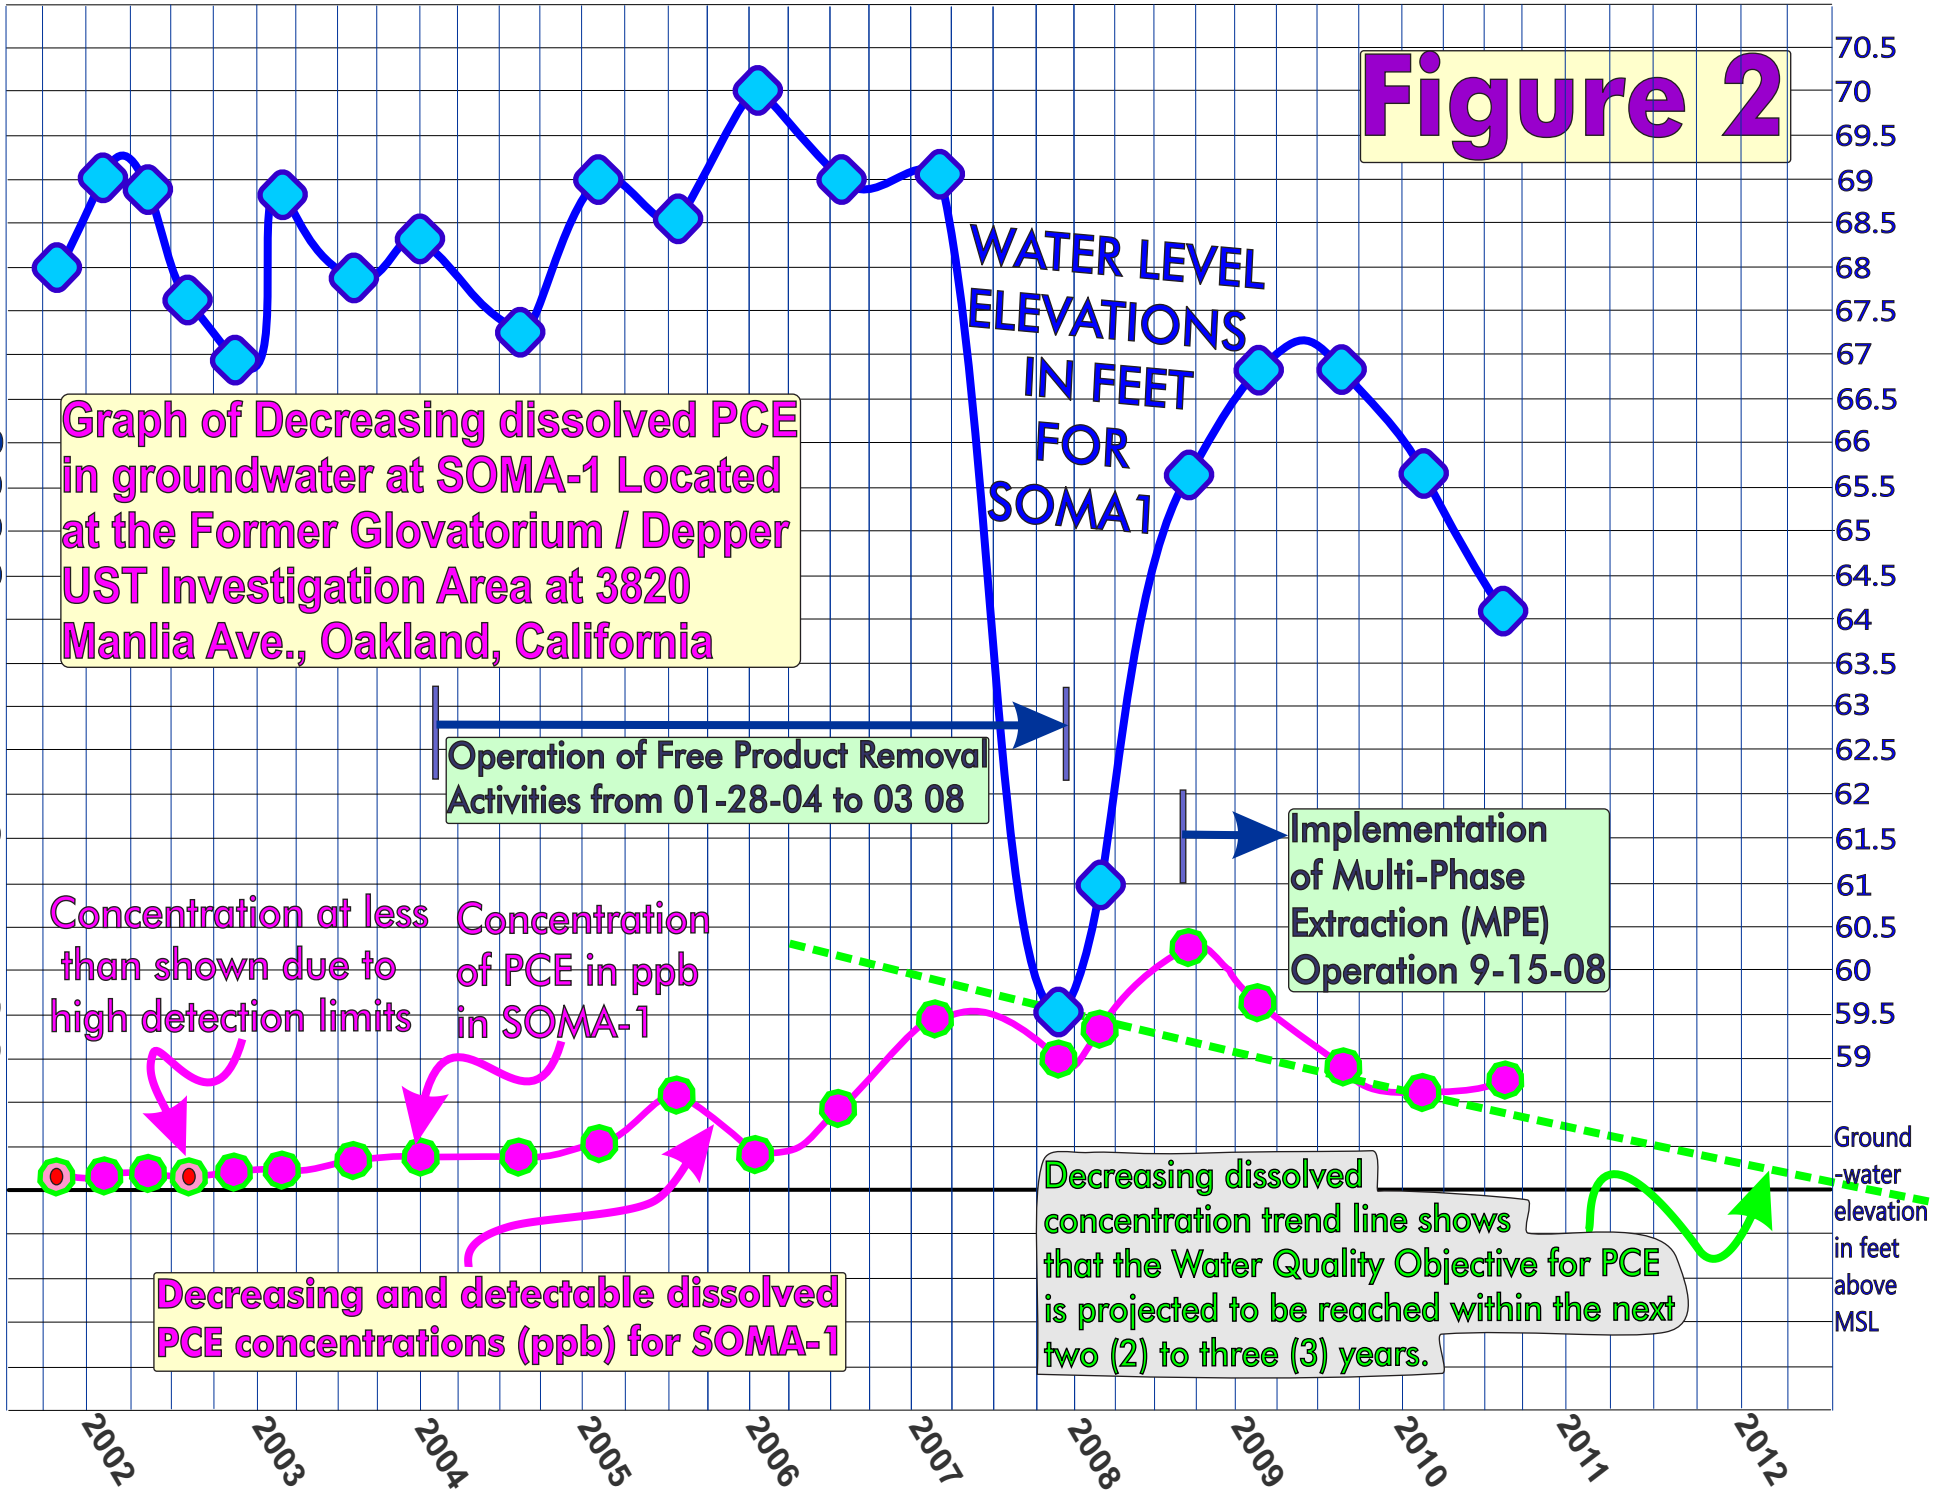 Figure 2
70.5
70
69.5
69
68.5
68
67.5
67
66.5
66
65.5
65
64.5
64
63.5
63
62.5
62
61.5
61
60.5
60
59.5
59
WATER LEVEL
ELEVATIONS
IN FEET
FOR
SOMA1
Graph of Decreasing dissolved PCE
in groundwater at SOMA-1 Located
at the Former Glovatorium / Depper
UST Investigation Area at 3820
Manlia Ave., Oakland, California
Operation of Free Product Removal
Activities from 01-28-04 to 03 08
Implementation
of Multi-Phase
Extraction (MPE)
Operation 9-15-08
Concentration at less
than shown due to
high detection limits
Concentration
of PCE in ppb
in SOMA-1
Ground
-water
elevation
in feet
above
MSL
Decreasing dissolved
concentration trend line shows
that the Water Quality Objective for PCE
is projected to be reached within the next
two (2) to three (3) years.
Decreasing and detectable dissolved
PCE concentrations (ppb) for SOMA-1
2002
2003
2004
2005
2006
2007
2008
2009
2010
2011
2012